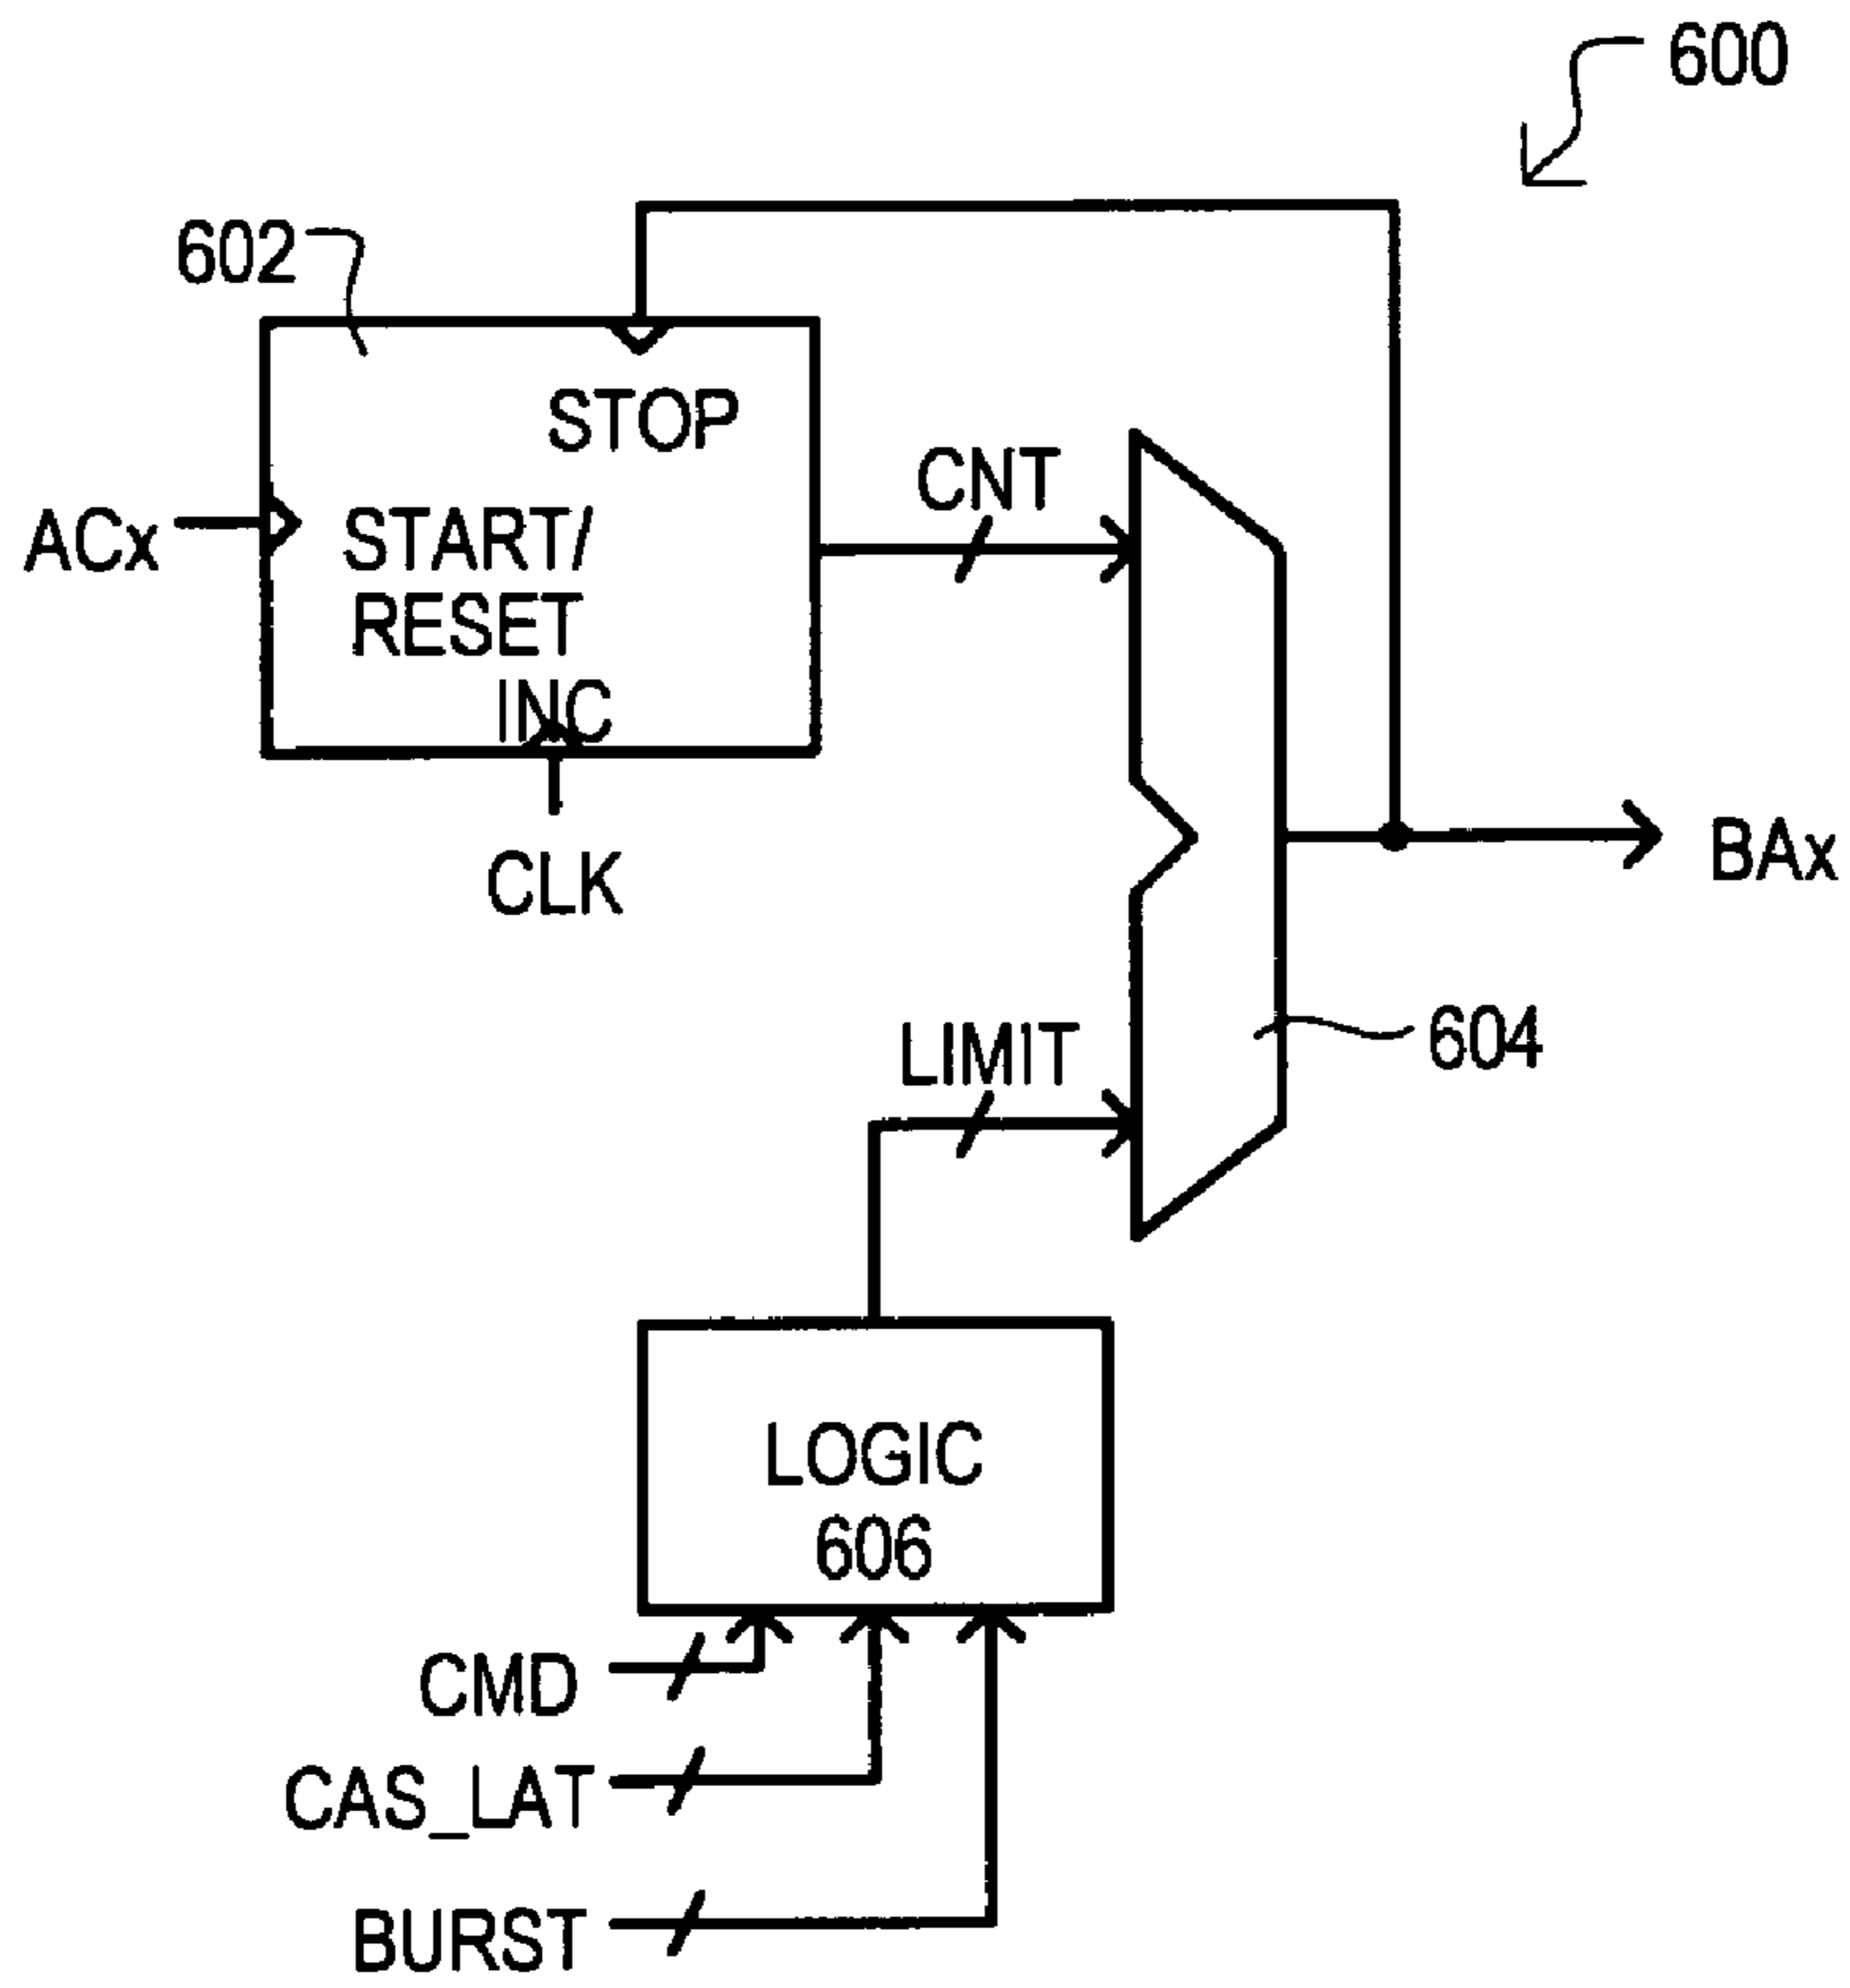 600
602
STOP
ACx
START/
RESET
INC
CNT
CLK
BAx
LIMIT
604
LOGIC
606
CMD
CAS_LAT
BURST